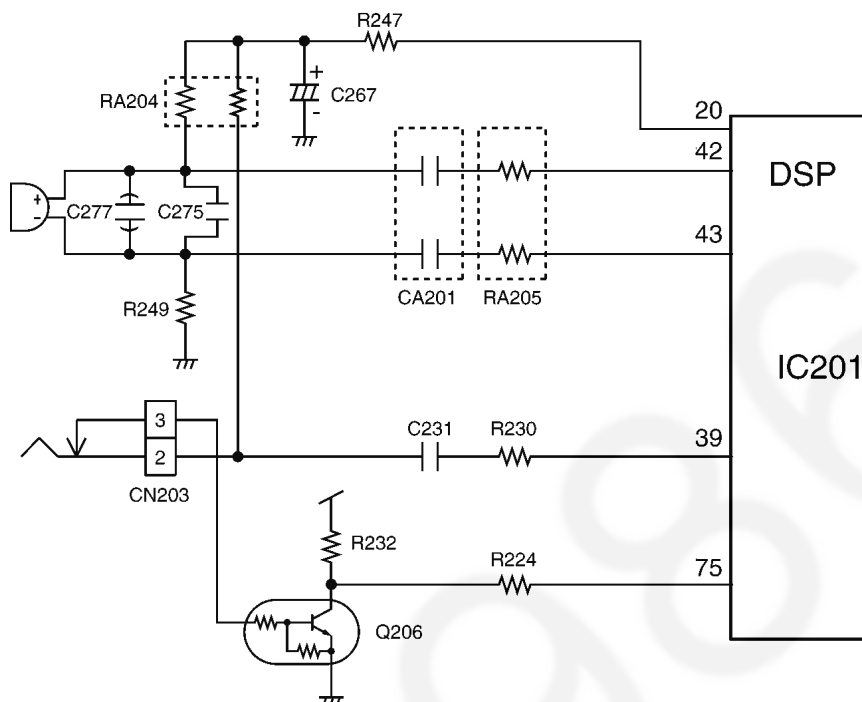 R247
+
RA204
C267
-
20
42
DSP
+
-
C277
C275
43
R249
CA201
RA205
IC201
3
C231
R230
39
2
CN203
R232
R224
75
Q206